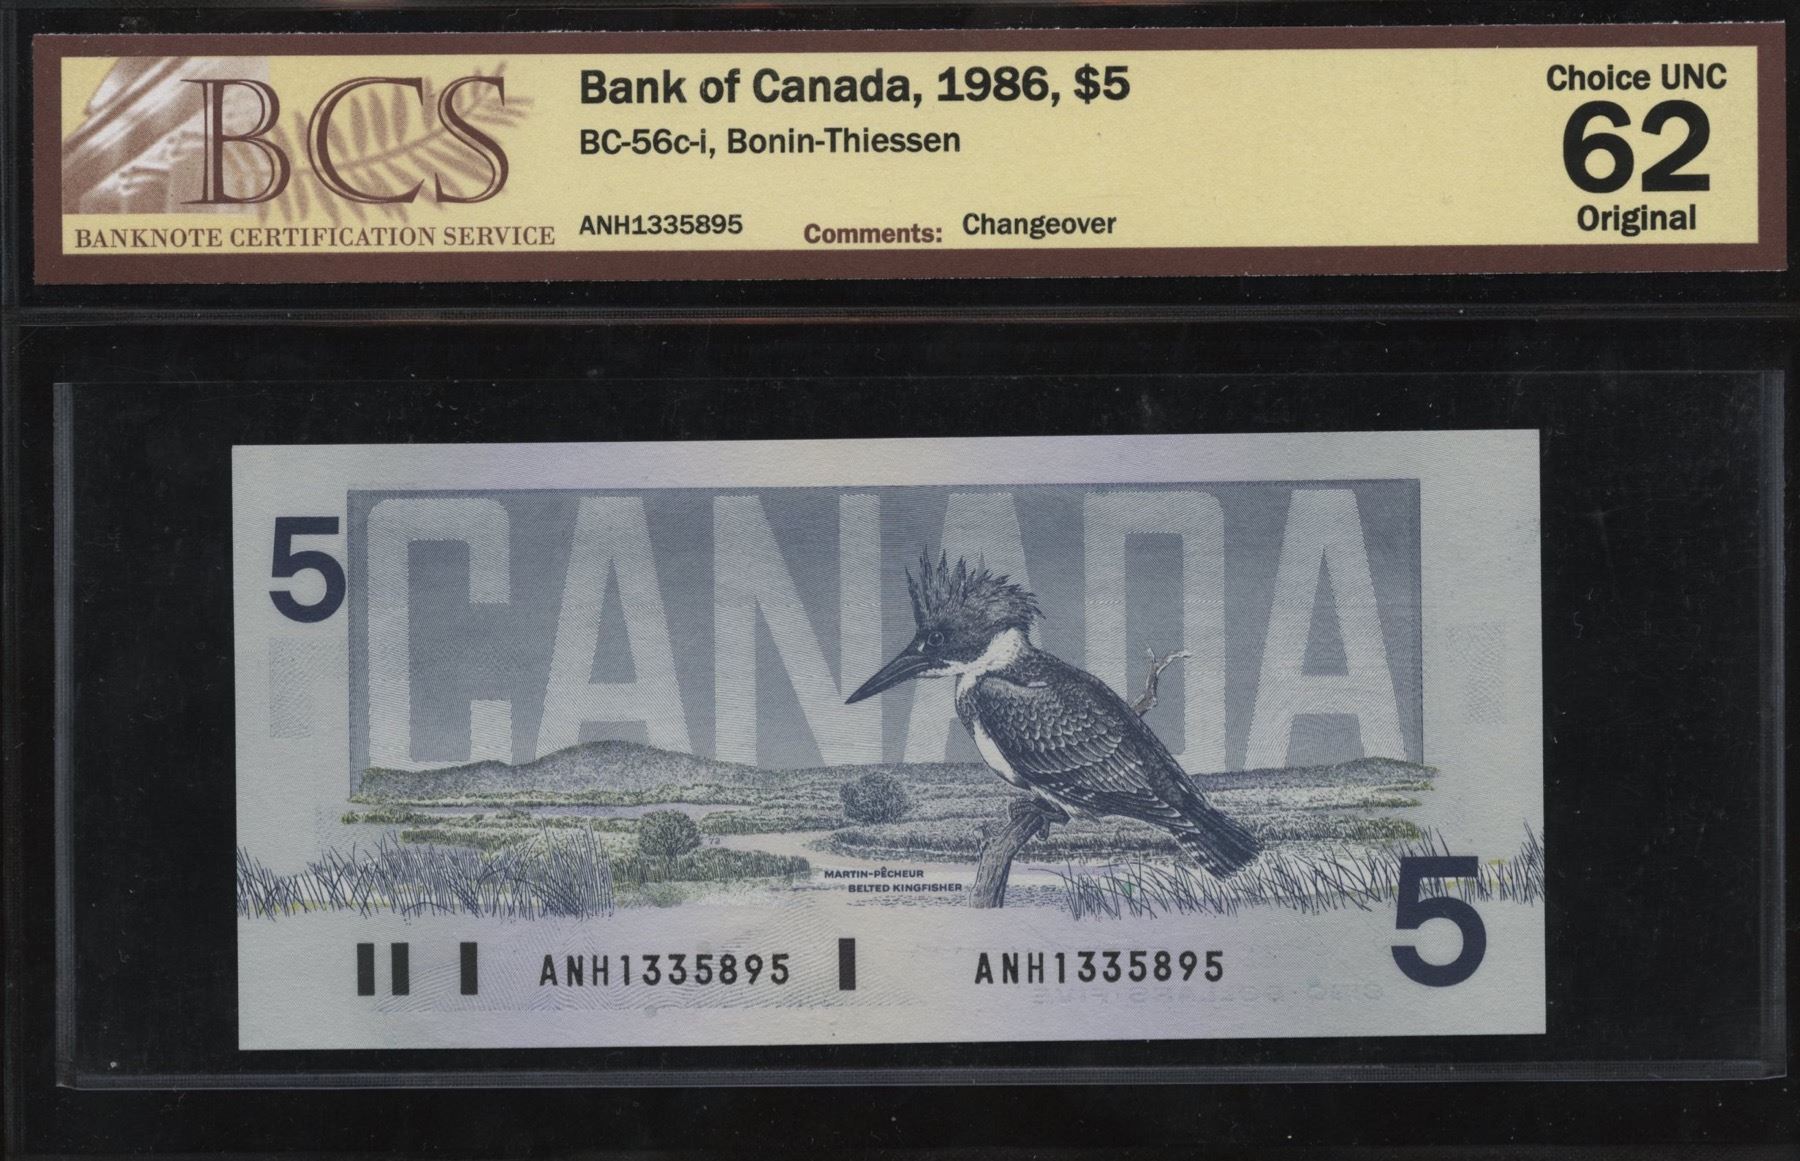 BCS
BANKNOTE CERTIFICATION SERVICE
Bank of Canada, 1986, $5
BC-56c-i, Bonin-Thiessen
ANH1335895 Comments: Changeover
Choice UNC
62
Original
5
CANADA
MARTIN-PÊCHEUR
BELTED KINGFISHER
ANH1335895 ANH1335895
5